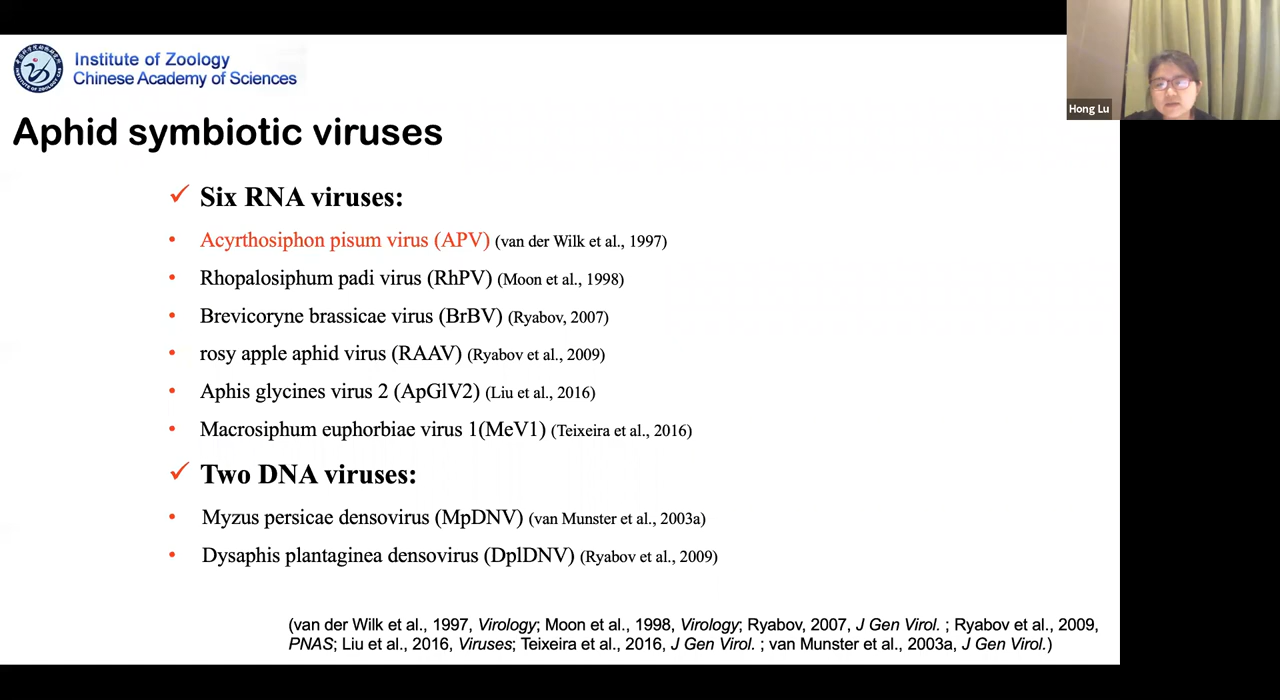 Institute of Zoology
Chinese Academy of Sciences
Hong Lu
Aphid symbiotic viruses
✓ Six RNA viruses:
• Acyrthosiphon pisum virus (APV) (van der Wilk et al., 1997)
• Rhopalosiphum padi virus (RhPV) (Moon et al., 1998)
• Brevicoryne brassicae virus (BrBV) (Ryabov, 2007)
• rosy apple aphid virus (RAAV) (Ryabov et al., 2009)
• Aphis glycines virus 2 (ApGlV2) (Liu et al., 2016)
• Macrosiphum euphorbiae virus 1(MeV1) (Teixeira et al., 2016)
✓ Two DNA viruses:
• Myzus persicae densovirus (MpDNV) (van Munster et al., 2003a)
• Dysaphis plantaginea densovirus (DplDNV) (Ryabov et al., 2009)
(van der Wilk et al., 1997, Virology; Moon et al., 1998, Virology; Ryabov, 2007, J Gen Virol. ; Ryabov et al., 2009,
PNAS; Liu et al., 2016, Viruses; Teixeira et al., 2016, J Gen Virol. ; van Munster et al., 2003a, J Gen Virol.)